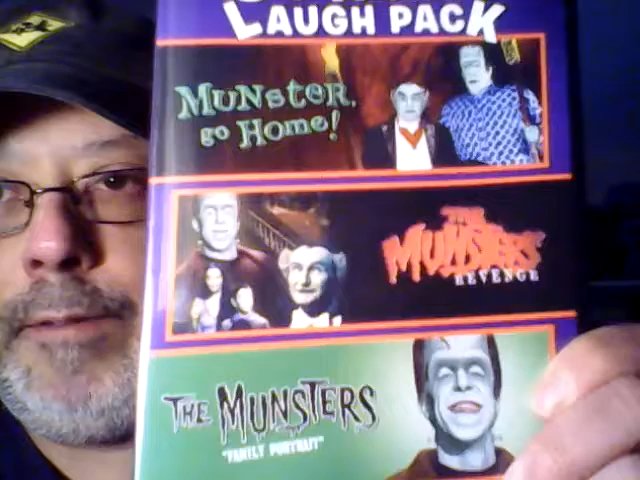 LAUGH PACK
MUNSTER,
go Home!
THE
MUNSTERS
REVENGE
THE MUNSTERS
"FAMILY PORTRAIT"